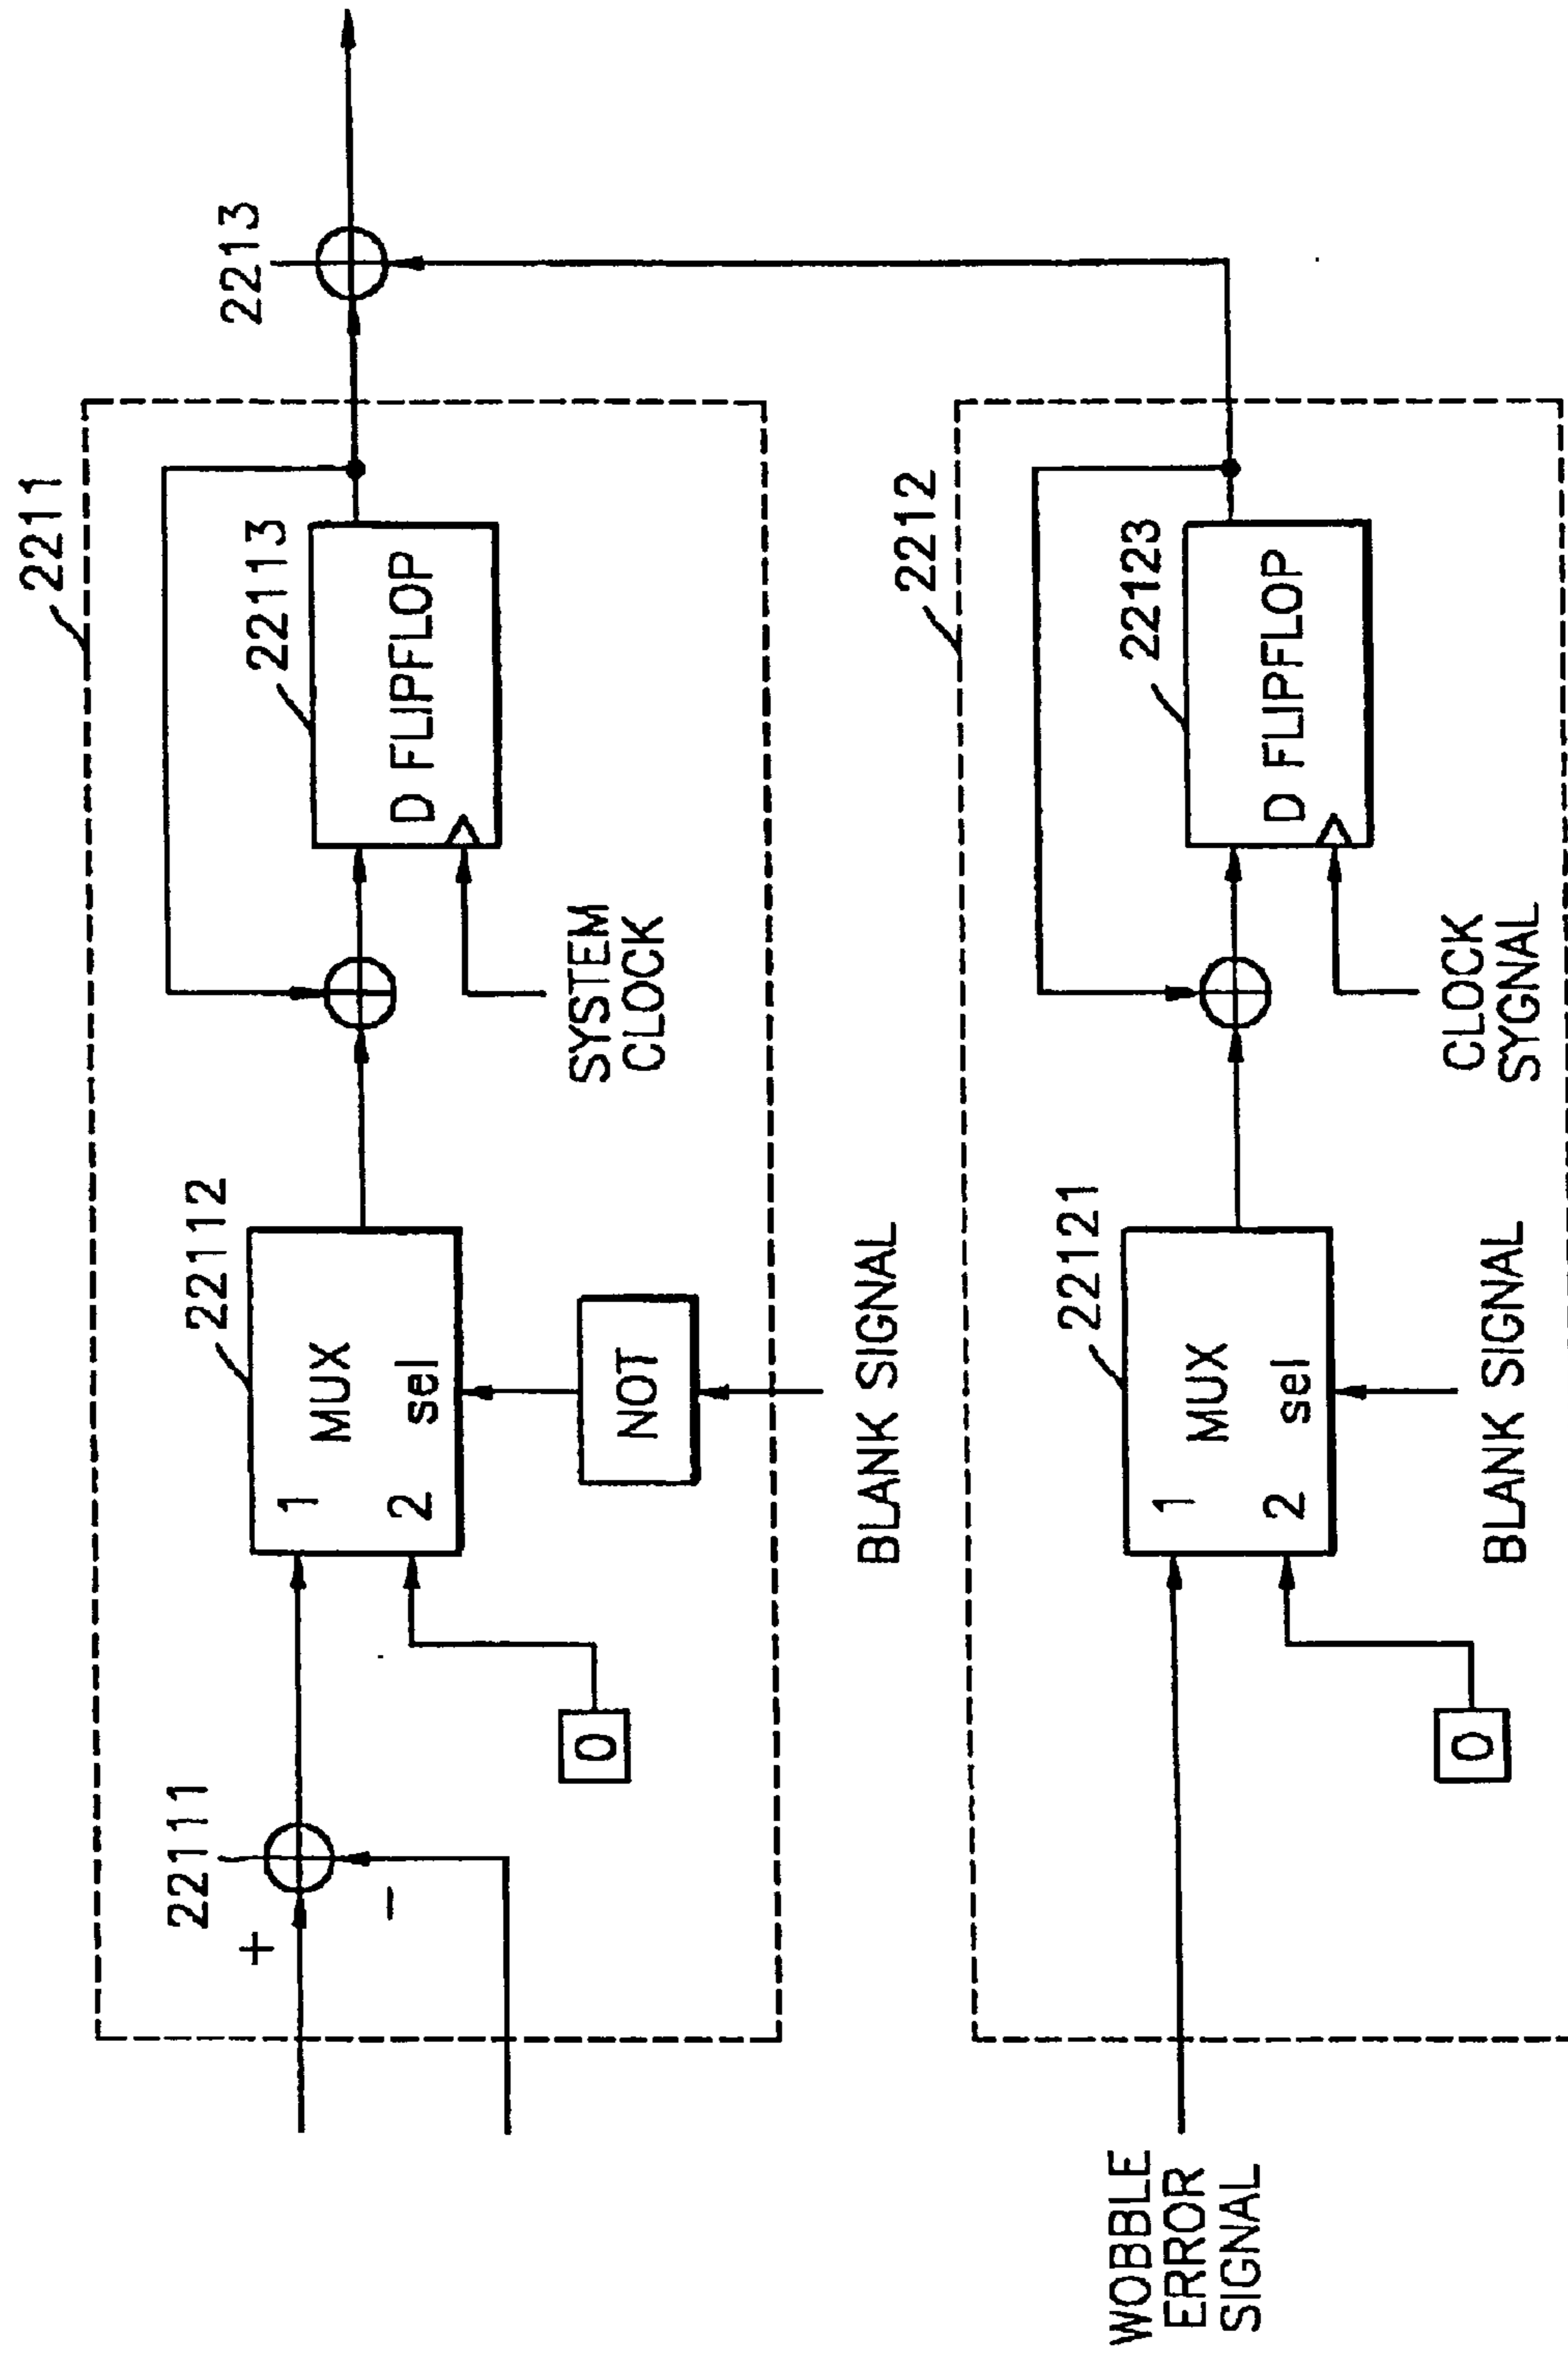 2211
22111
+
−
22112
MUX
1
2
sel
0
NOT
BLANK SIGNAL
22113
D FLIPFLOP
SYSTEM
CLOCK
2213
2212
WOBBLE
ERROR
SIGNAL
22121
MUX
1
2
sel
0
BLANK SIGNAL
22123
D FLIPFLOP
CLOCK
SYGNAL